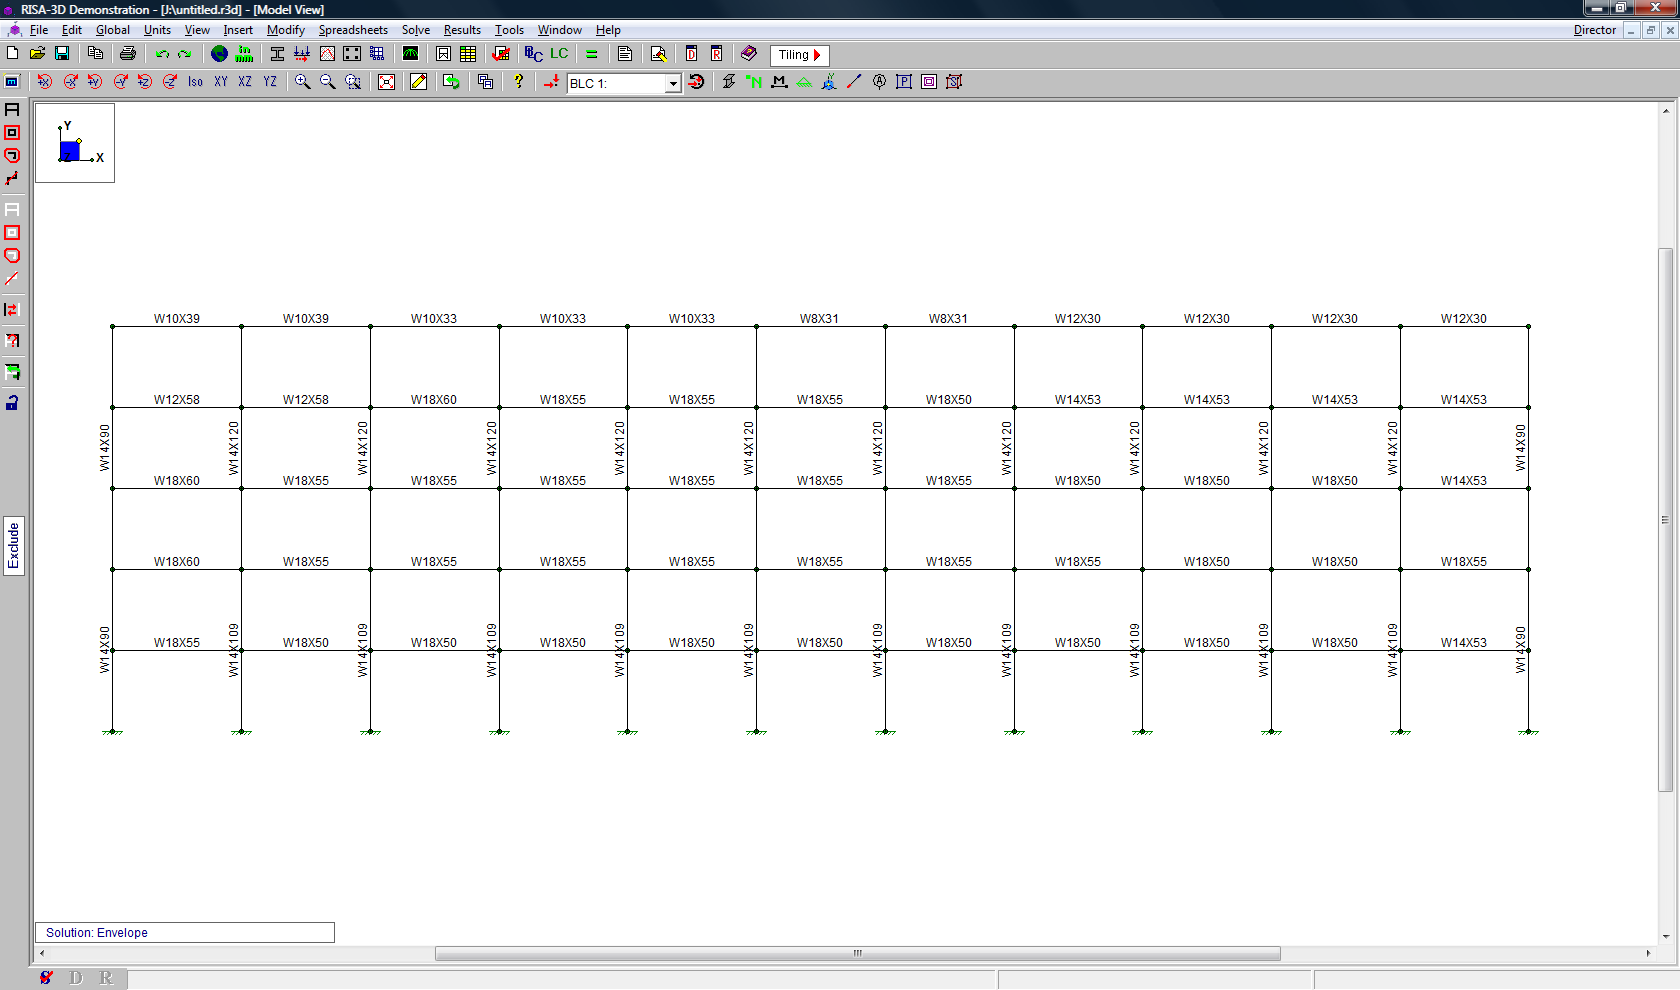 RISA-3D Demonstration - [J:\untitled.r3d] - [Model View]
File Edit Global Units View Insert Modify Spreadsheets Solve Results Tools Window Help Director
in BC LC = D R Tiling
X X Y Y Z Z Iso XY XZ YZ ? BLC 1: N M A P
Y
Z X
W10X39 W10X39 W10X33 W10X33 W10X33 W8X31 W8X31 W12X30 W12X30 W12X30 W12X30
W12X58 W12X58 W18X60 W18X55 W18X55 W18X55 W18X50 W14X53 W14X53 W14X53 W14X53
W14X90 W14X120 W14X120 W14X120 W14X120 W14X120 W14X120 W14X120 W14X120 W14X120 W14X120 W14X90
W18X60 W18X55 W18X55 W18X55 W18X55 W18X55 W18X55 W18X50 W18X50 W18X50 W14X53
Exclude
W18X60 W18X55 W18X55 W18X55 W18X55 W18X55 W18X55 W18X55 W18X50 W18X50 W18X55
W18X55 W18X50 W18X50 W18X50 W18X50 W18X50 W18X50 W18X50 W18X50 W18X50 W14X53
W14X90 W14X109 W14X109 W14X109 W14X109 W14X109 W14X109 W14X109 W14X109 W14X109 W14X109 W14X90
Solution: Envelope
S D R